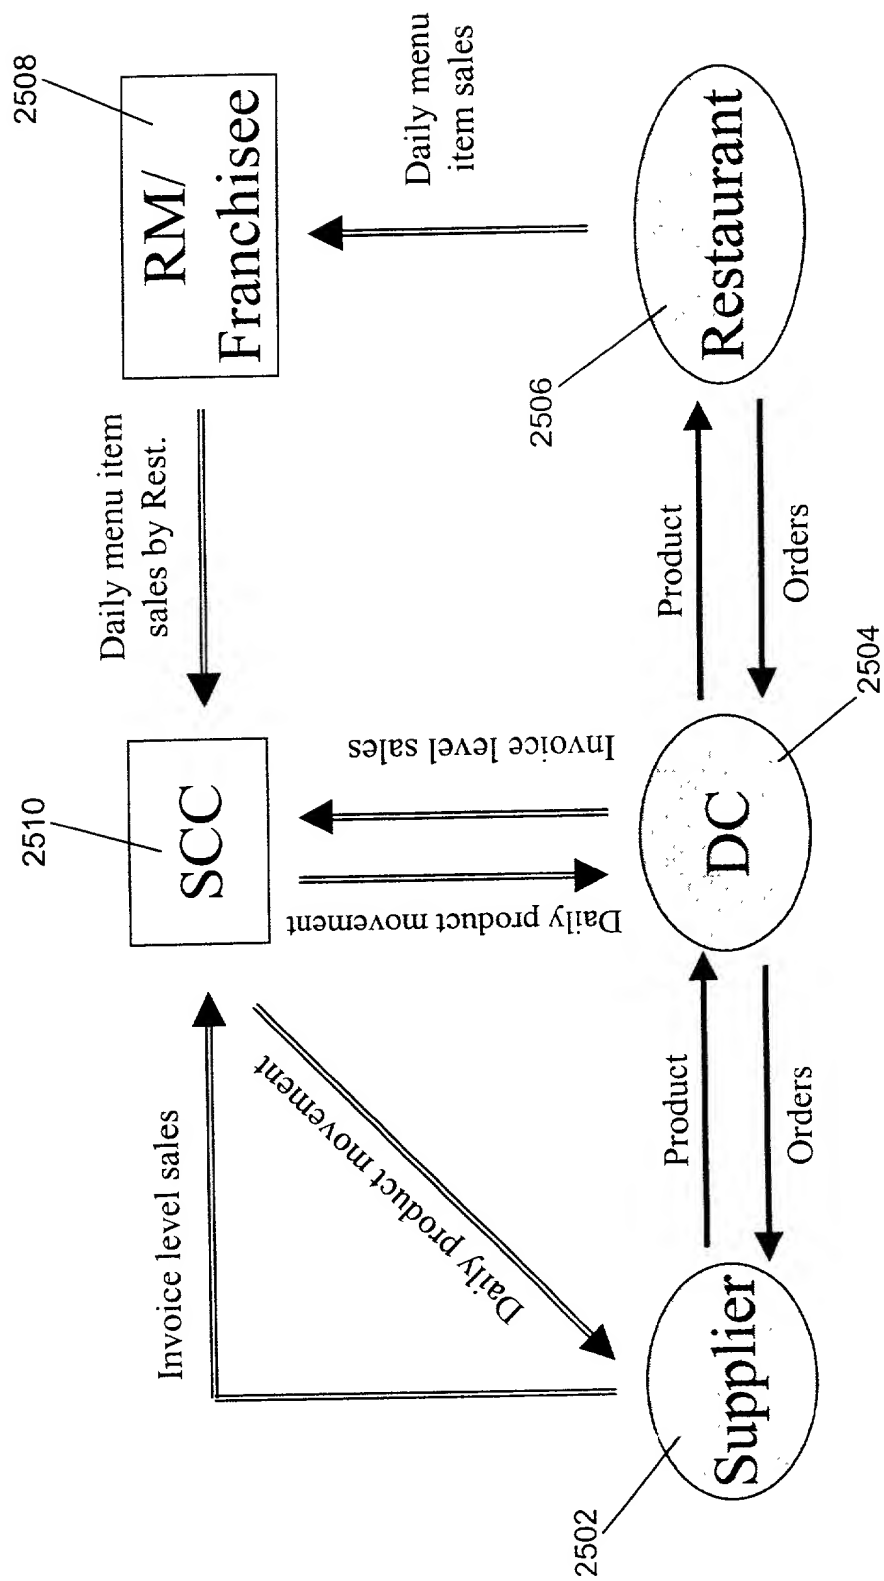 2510
SCC
Daily menu item
sales by Rest.
2508
RM/
Franchisee
Invoice level sales
Daily product movement
Daily product movement
Invoice level sales
Daily menu
item sales
2502
Supplier
Product
Orders
DC
2504
Product
Orders
2506
Restaurant